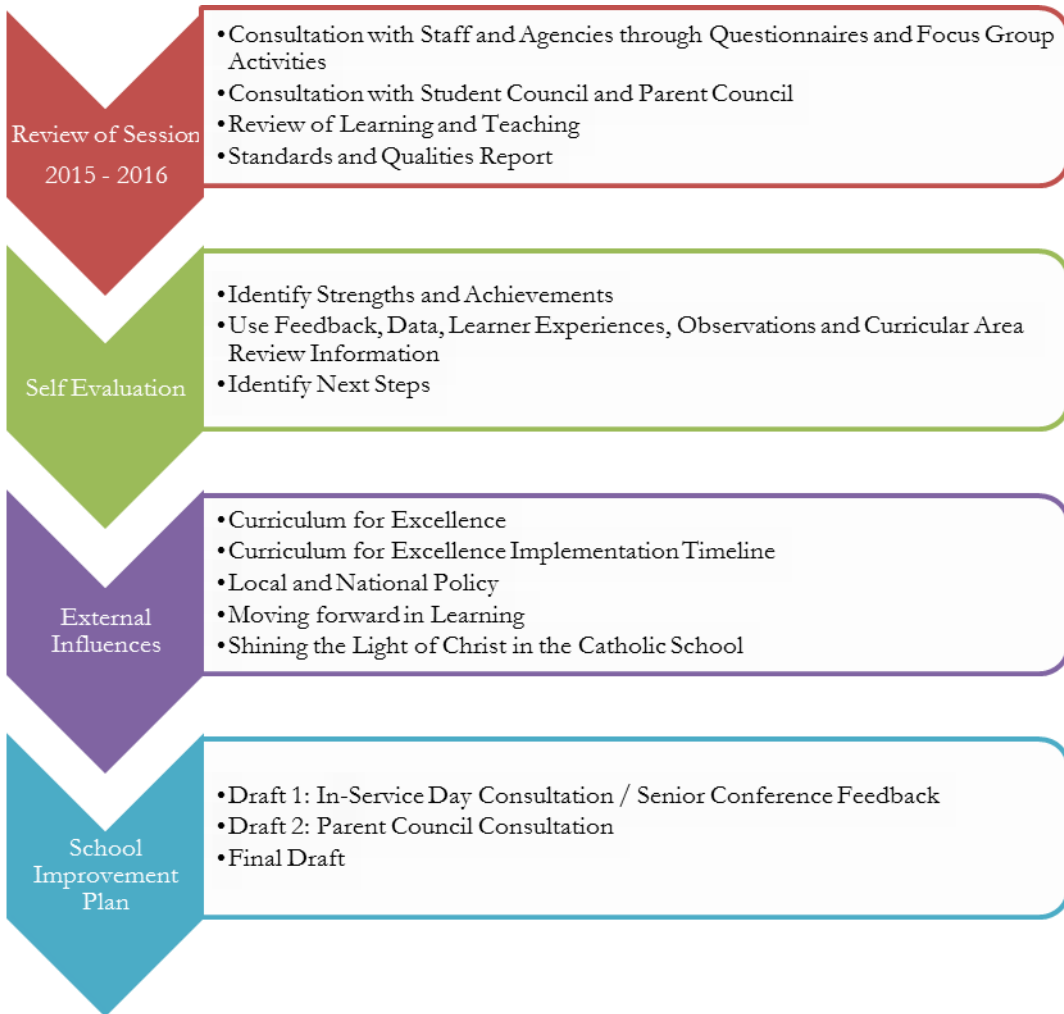 Review of Session
2015 - 2016
•Consultation with Staff and Agencies through Questionnaires and Focus Group
Activities
•Consultation with Student Council and Parent Council
•Review of Learning and Teaching
•Standards and Qualities Report
Self Evaluation
•Identify Strengths and Achievements
•Use Feedback, Data, Learner Experiences, Observations and Curricular Area
Review Information
•Identify Next Steps
External
Influences
•Curriculum for Excellence
•Curriculum for Excellence Implementation Timeline
•Local and National Policy
•Moving forward in Learning
•Shining the Light of Christ in the Catholic School
School
Improvement
Plan
•Draft 1: In-Service Day Consultation / Senior Conference Feedback
•Draft 2: Parent Council Consultation
•Final Draft